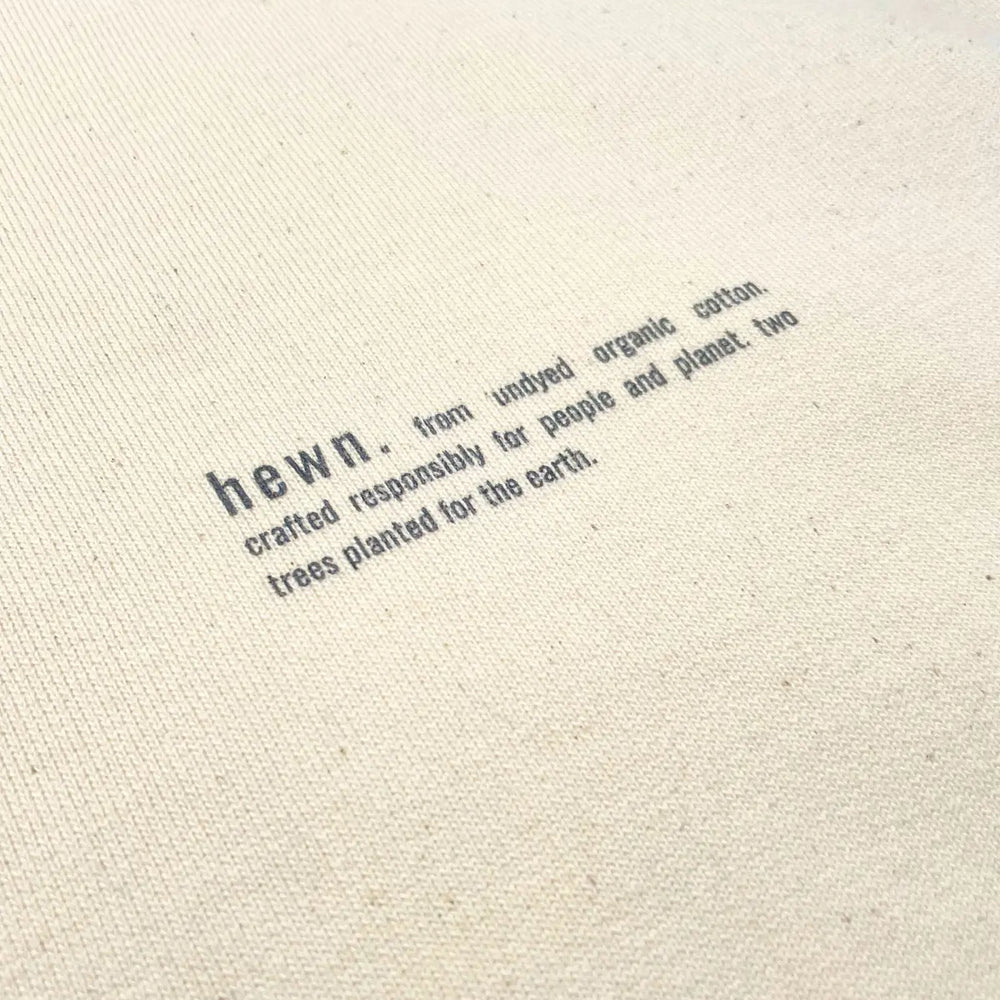 hewn. from undyed organic cotton.
crafted responsibly for people and planet. two
trees planted for the earth.